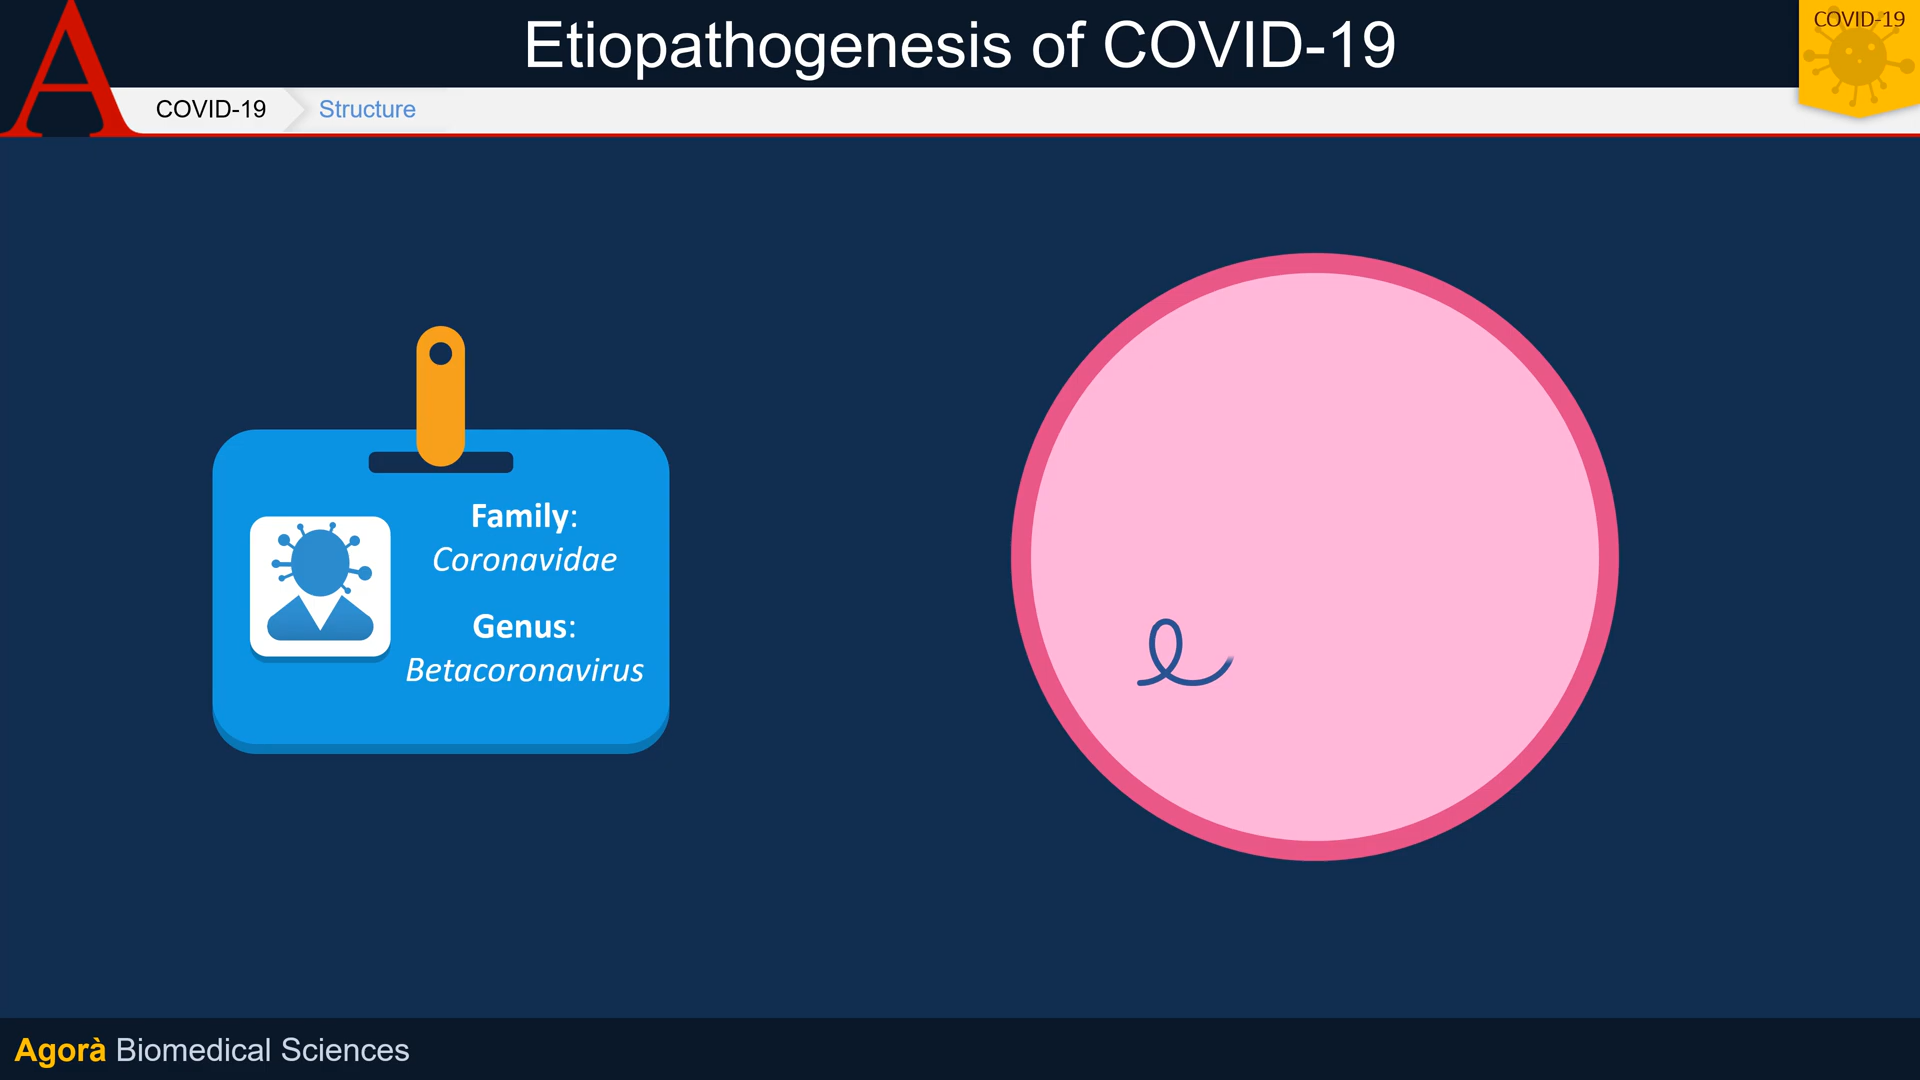 Etiopathogenesis of COVID-19
COVID-19
A
COVID-19
Structure
Family:
Coronavidae
Genus:
Betacoronavirus
Agorà Biomedical Sciences